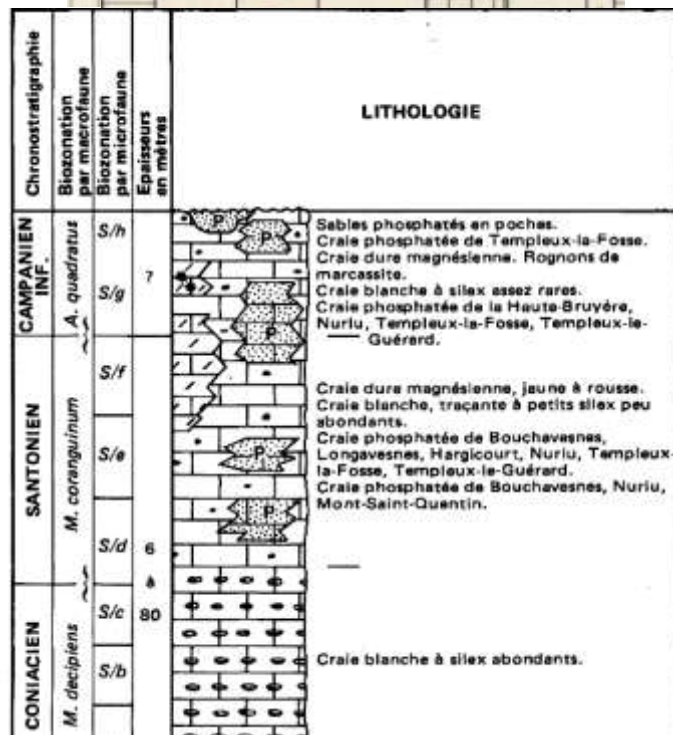 Chronostratigraphie
Biozonation
par macrofaune
Biozonation
par microfaune
Epaisseurs
en mètres
LITHOLOGIE
CAMPANIEN
INF.
A. quadratus
S/h
S/g
?
P
P
P
Sables phosphatés en poches.
Craie phosphatée de Templeux-la-Fosse.
Craie dure magnésienne. Rognons de
marcassite.
Craie blanche à silex assez rares.
Craie phosphatée de la Haute-Bruyère,
Nurlu, Templeux-la-Fosse, Templeux-le-
Guérard.
SANTONIEN
M. coranguinum
S/f
S/e
S/d
6
à
80
P
P
Craie dure magnésienne, jaune à rousse.
Craie blanche, traçante à petits silex peu
abondants.
Craie phosphatée de Bouchavesnes,
Longavesnes, Hargicourt, Nurlu, Templeux-
la-Fosse, Templeux-le-Guérard.
Craie phosphatée de Bouchavesnes, Nurlu,
Mont-Saint-Quentin.
CONIACIEN
M. decipiens
S/c
S/b
Craie blanche à silex abondants.